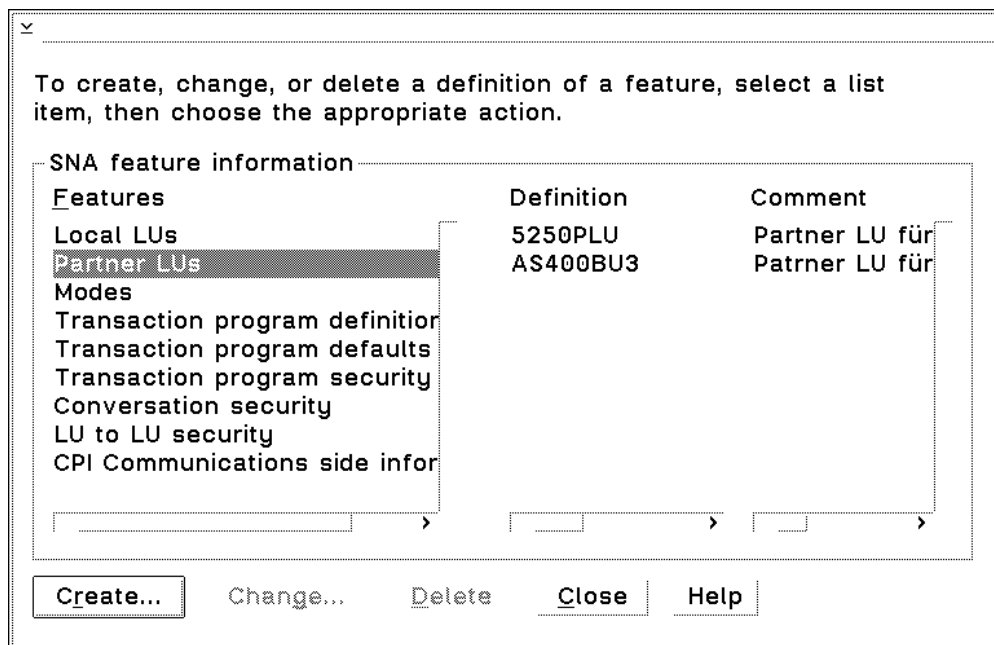 To create, change, or delete a definition of a feature, select a list
item, then choose the appropriate action.
SNA feature information
Features Definition Comment
Local LUs 5250PLU Partner LU für
Partner LUs AS400BU3 Patrner LU für
Modes
Transaction program definition
Transaction program defaults
Transaction program security
Conversation security
LU to LU security
CPI Communications side infor
Create... Change... Delete Close Help